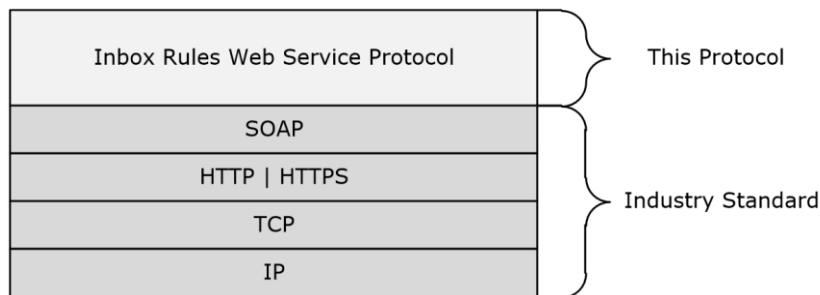 Inbox Rules Web Service Protocol
This Protocol
SOAP
HTTP | HTTPS
TCP
IP
Industry Standard